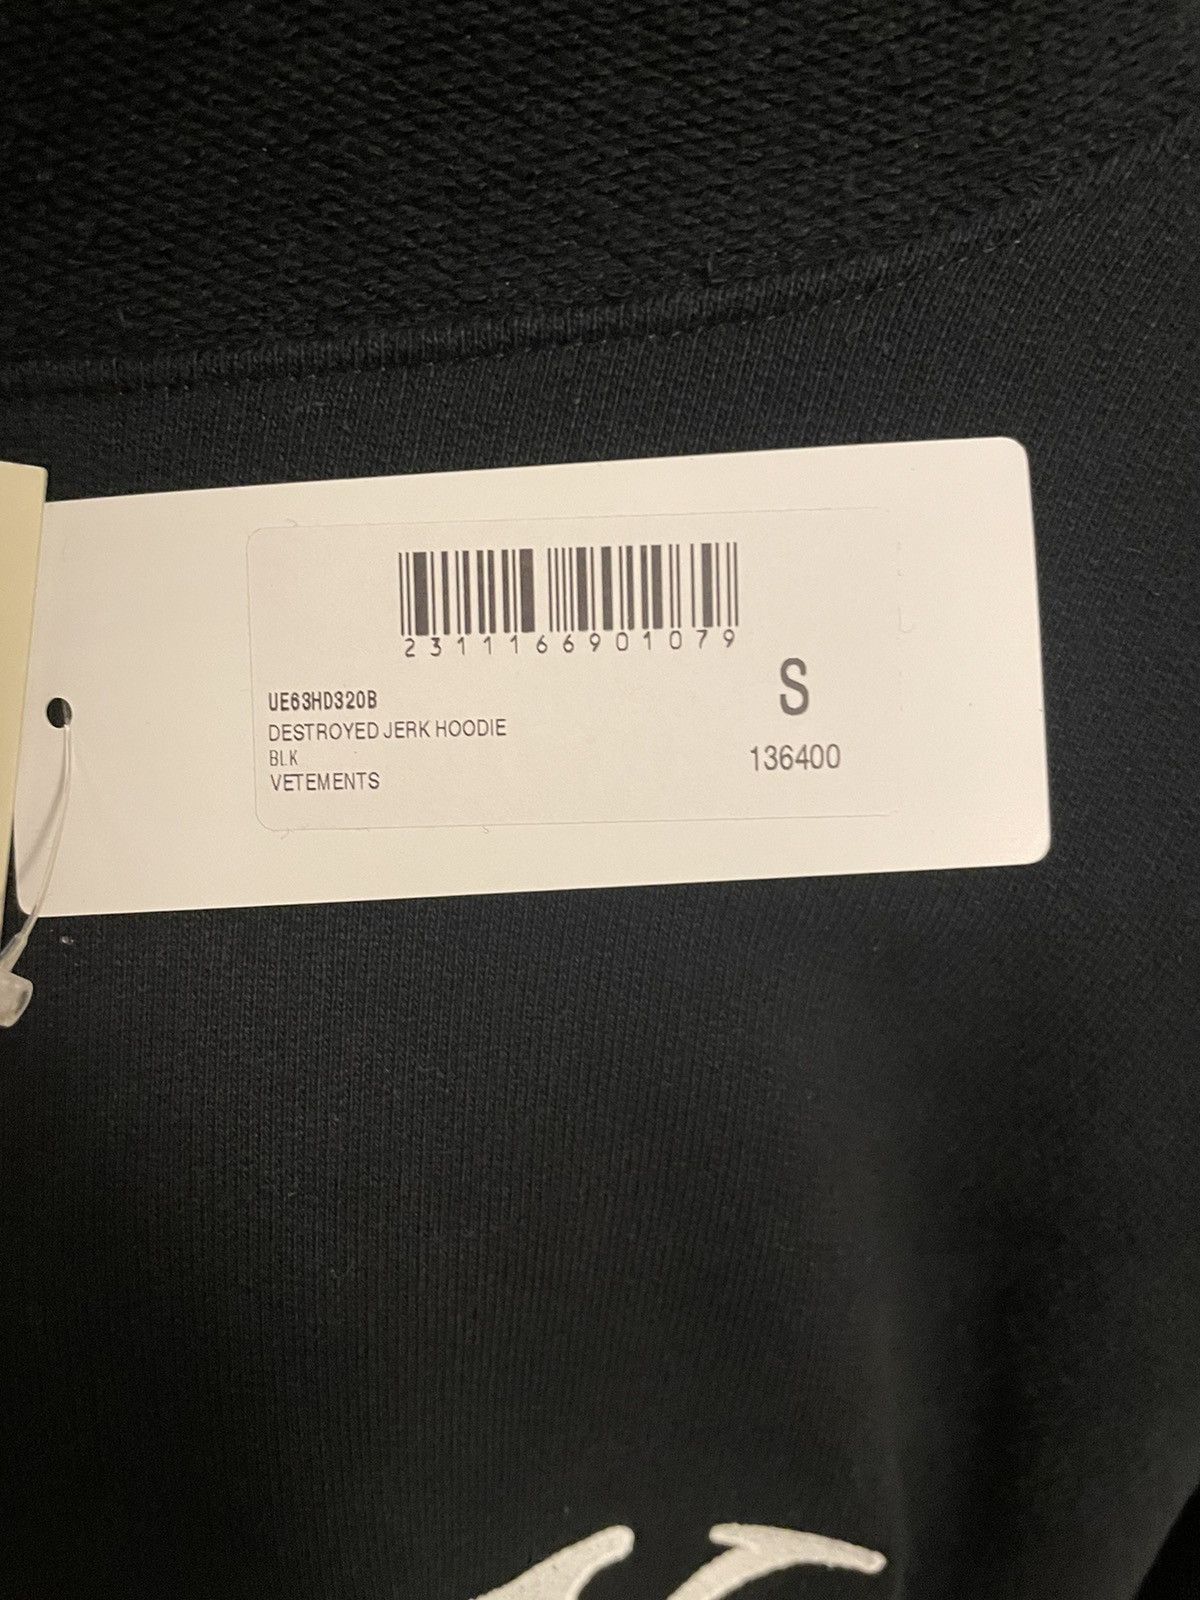 2311166901079
UE63HD320B
DESTROYED JERK HOODIE
BLK
VETEMENTS
S
136400